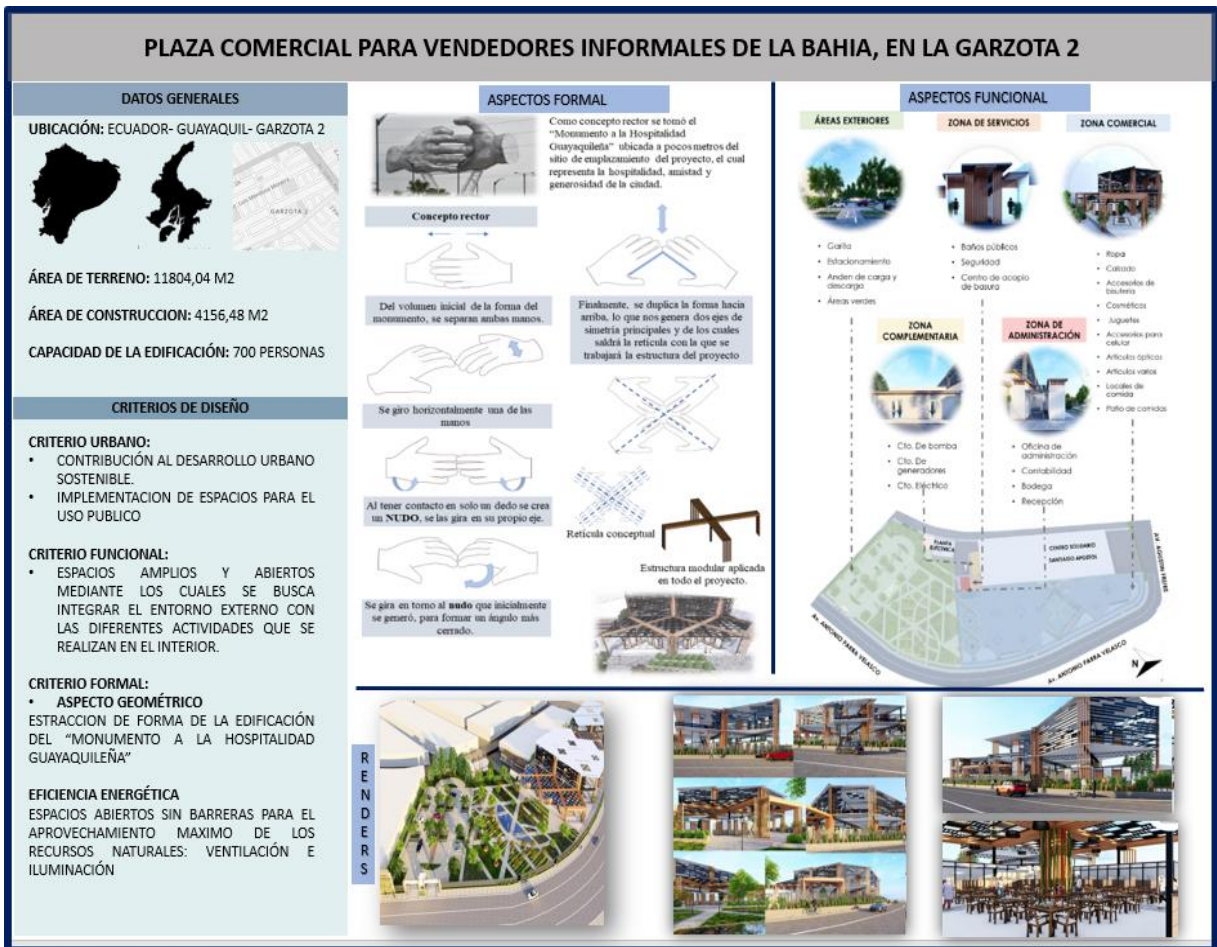 PLAZA COMERCIAL PARA VENDEDORES INFORMALES DE LA BAHIA, EN LA GARZOTA 2
DATOS GENERALES
UBICACIÓN: ECUADOR- GUAYAQUIL- GARZOTA 2
GARZOTA 2
ÁREA DE TERRENO: 11804,04 M2
ÁREA DE CONSTRUCCION: 4156,48 M2
CAPACIDAD DE LA EDIFICACIÓN: 700 PERSONAS
CRITERIOS DE DISEÑO
CRITERIO URBANO:
• CONTRIBUCIÓN AL DESARROLLO URBANO
SOSTENIBLE.
• IMPLEMENTACION DE ESPACIOS PARA EL
USO PUBLICO
CRITERIO FUNCIONAL:
• ESPACIOS AMPLIOS Y ABIERTOS
MEDIANTE LOS CUALES SE BUSCA
INTEGRAR EL ENTORNO EXTERNO CON
LAS DIFERENTES ACTIVIDADES QUE SE
REALIZAN EN EL INTERIOR.
CRITERIO FORMAL:
• ASPECTO GEOMÉTRICO
ESTRACCION DE FORMA DE LA EDIFICACIÓN
DEL “MONUMENTO A LA HOSPITALIDAD
GUAYAQUILEÑA”
EFICIENCIA ENERGÉTICA
ESPACIOS ABIERTOS SIN BARRERAS PARA EL
APROVECHAMIENTO MAXIMO DE LOS
RECURSOS NATURALES: VENTILACIÓN E
ILUMINACIÓN
ASPECTOS FORMAL
Como concepto rector se tomó el
“Monumento a la Hospitalidad
Guayaquileña” ubicada a pocos metros del
sitio de emplazamiento del proyecto, el cual
representa la hospitalidad, amistad y
generosidad de la ciudad.
Concepto rector
Del volumen inicial de la forma del
monumento, se separan ambas manos.
Se giro horizontalmente una de las
manos
Al tener contacto en solo un dedo se crea
un NUDO, se las gira en su propio eje.
Se gira en torno al nudo que inicialmente
se generó, para formar un ángulo más
cerrado.
Finalmente, se duplica la forma hacia
arriba, lo que nos genera dos ejes de
simetría principales y de los cuales
saldrá la retícula con la que se
trabajará la estructura del proyecto
Retícula conceptual
Estructura modular aplicada
en todo el proyecto.
ASPECTOS FUNCIONAL
ÁREAS EXTERIORES
• Garita
• Estacionamiento
• Anden de carga y
descarga
• Áreas verdes
ZONA DE SERVICIOS
• Baños públicos
• Seguridad
• Centro de acopio
de basura
ZONA COMERCIAL
• Ropa
• Calzado
• Accesorios de
bisutería
• Cosméticos
• Juguetes
• Accesorios para
celular
• Artículos ópticos
• Artículos varios
• Locales de
comida
• Patio de comidas
ZONA
COMPLEMENTARIA
• Cto. De bomba
• Cto. De
generadores
• Cto. Eléctrico
ZONA DE
ADMINISTRACIÓN
• Oficina de
administración
• Contabilidad
• Bodega
• Recepción
PLANTA
ELÉCTRICA
CENTRO SOLIDARIO
SANTIAGO APOSTOL
AV. AGUSTIN FREIRE
Av. ANTONIO PARRA VELASCO
Av. ANTONIO PARRA VELASCO
N
RENDERS